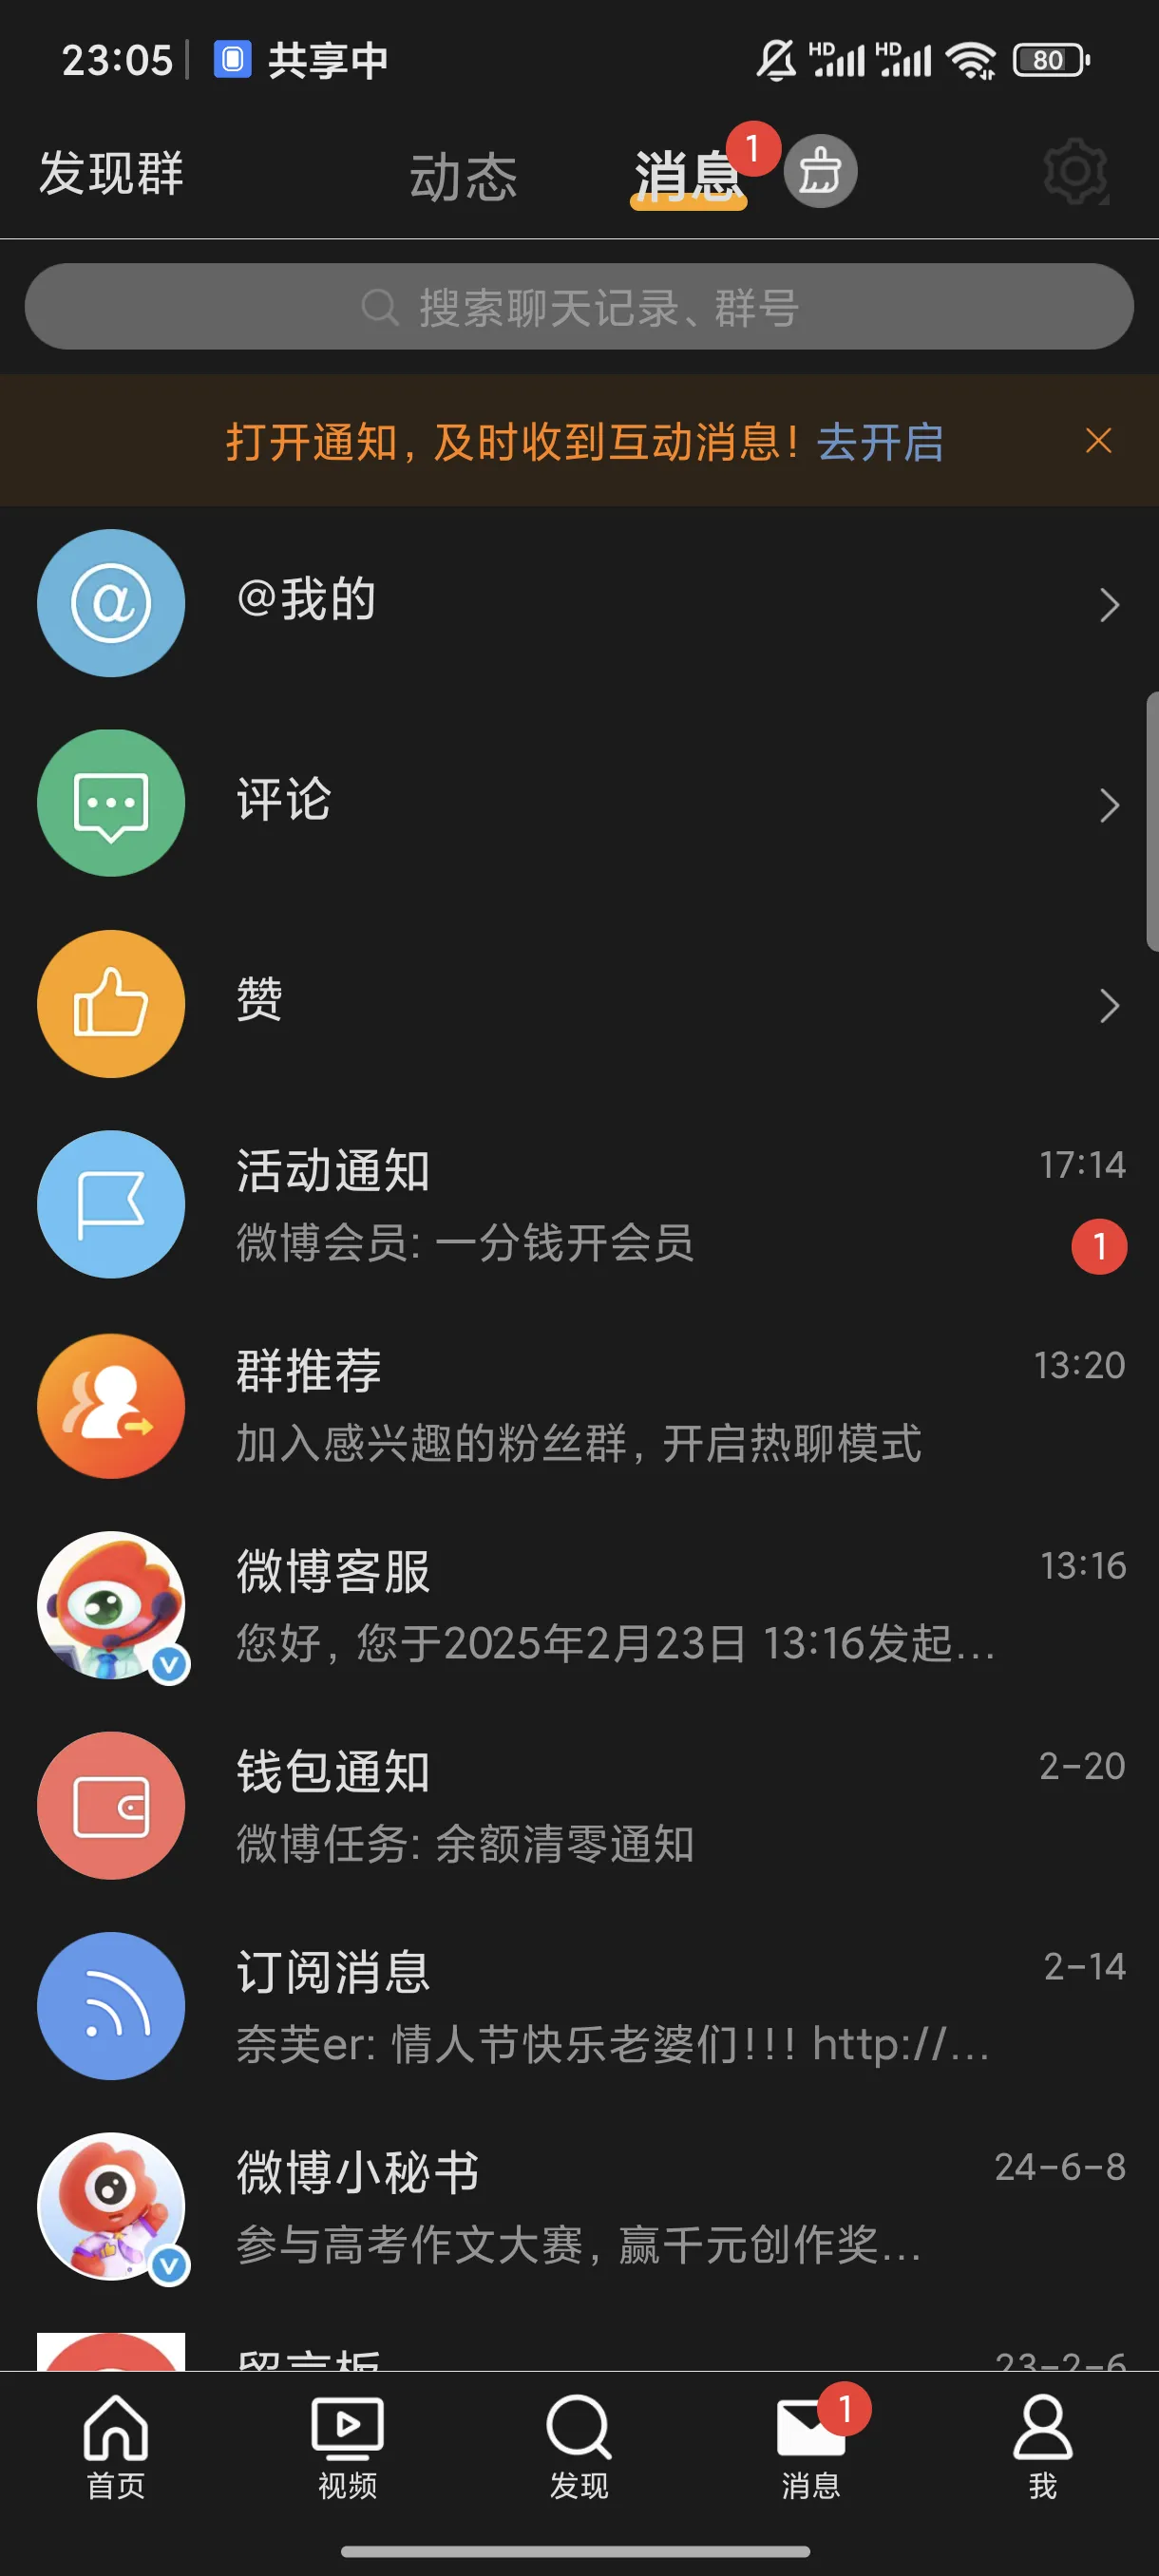 23:05 共享中 HD HD 80
发现群 动态 消息 1
搜索聊天记录、群号
打开通知，及时收到互动消息！去开启
@我的
评论
赞
活动通知 17:14
微博会员: 一分钱开会员 1
群推荐 13:20
加入感兴趣的粉丝群，开启热聊模式
微博客服 13:16
您好，您于2025年2月23日 13:16发起...
钱包通知 2-20
微博任务: 余额清零通知
订阅消息 2-14
奈芙er: 情人节快乐老婆们!!! http://...
微博小秘书 24-6-8
参与高考作文大赛，赢千元创作奖...
留言板 23-2-6
1
首页 视频 发现 消息 我